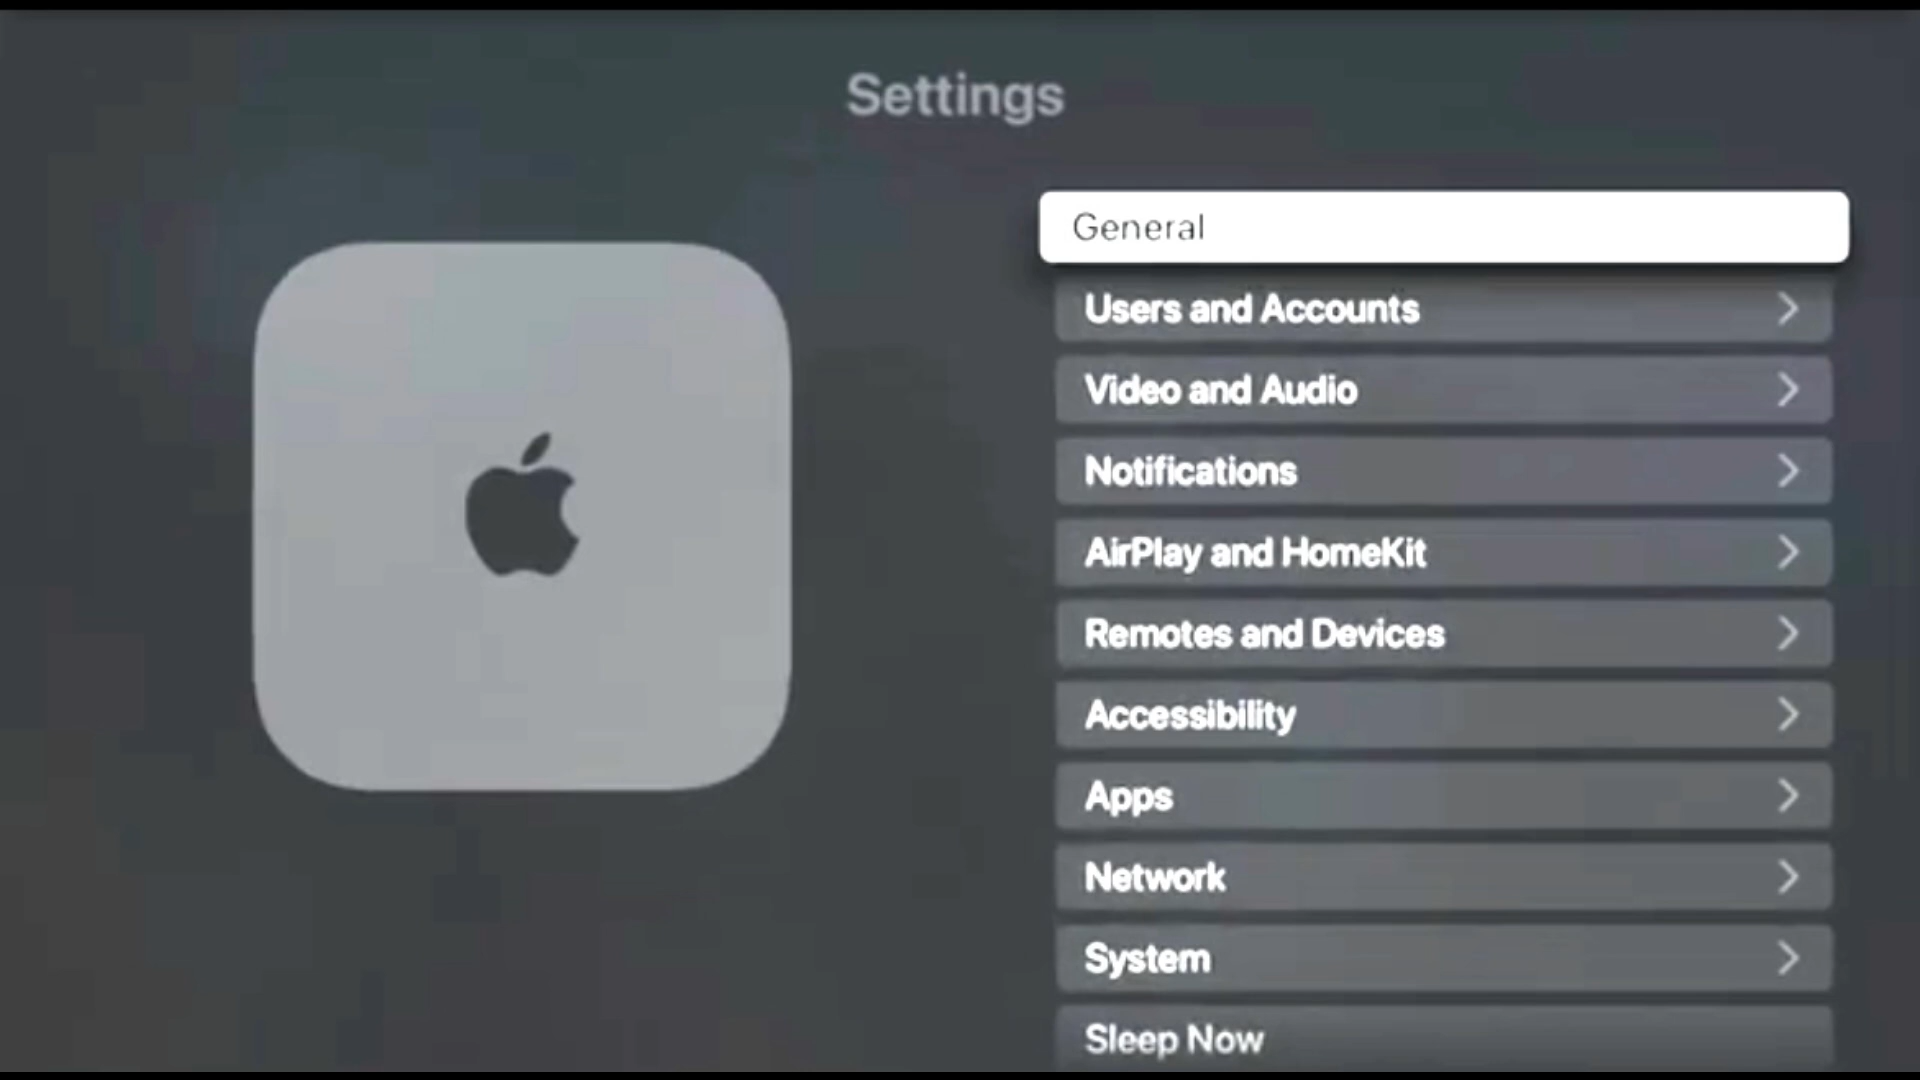 Settings
General
Users and Accounts
Video and Audio
Notifications
AirPlay and HomeKit
Remotes and Devices
Accessibility
Apps
Network
System
Sleep Now